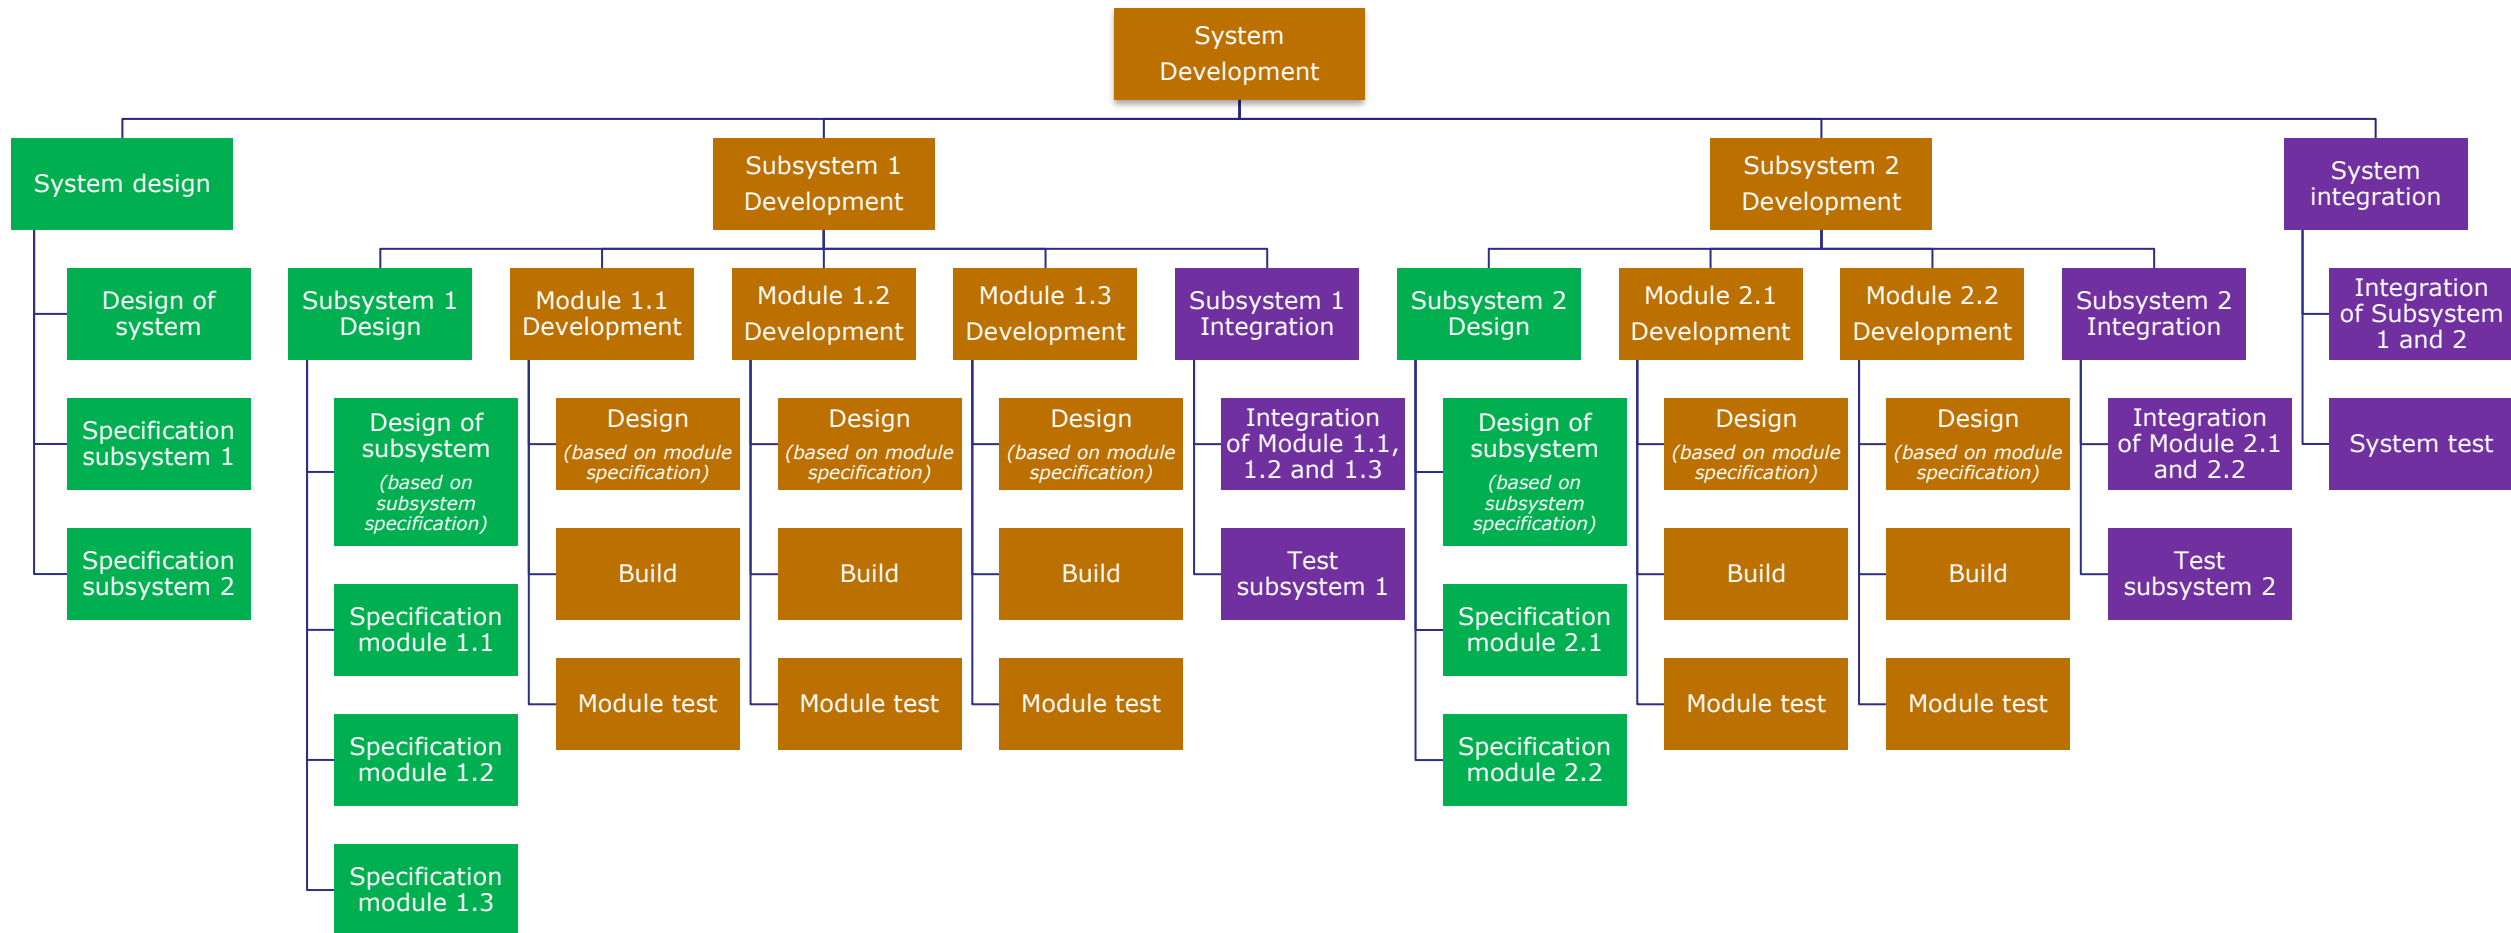 System
Development
System design
Subsystem 1
Development
Subsystem 2
Development
System
integration
Design of
system
Specification
subsystem 1
Specification
subsystem 2
Subsystem 1
Design
Design of
subsystem
(based on
subsystem
specification)
Specification
module 1.1
Specification
module 1.2
Specification
module 1.3
Module 1.1
Development
Design
(based on module
specification)
Build
Module test
Module 1.2
Development
Design
(based on module
specification)
Build
Module test
Module 1.3
Development
Design
(based on module
specification)
Build
Module test
Subsystem 1
Integration
Integration
of Module 1.1,
1.2 and 1.3
Test
subsystem 1
Subsystem 2
Design
Design of
subsystem
(based on
subsystem
specification)
Specification
module 2.1
Specification
module 2.2
Module 2.1
Development
Design
(based on module
specification)
Build
Module test
Module 2.2
Development
Design
(based on module
specification)
Build
Module test
Subsystem 2
Integration
Integration
of Module 2.1
and 2.2
Test
subsystem 2
Integration
of Subsystem
1 and 2
System test